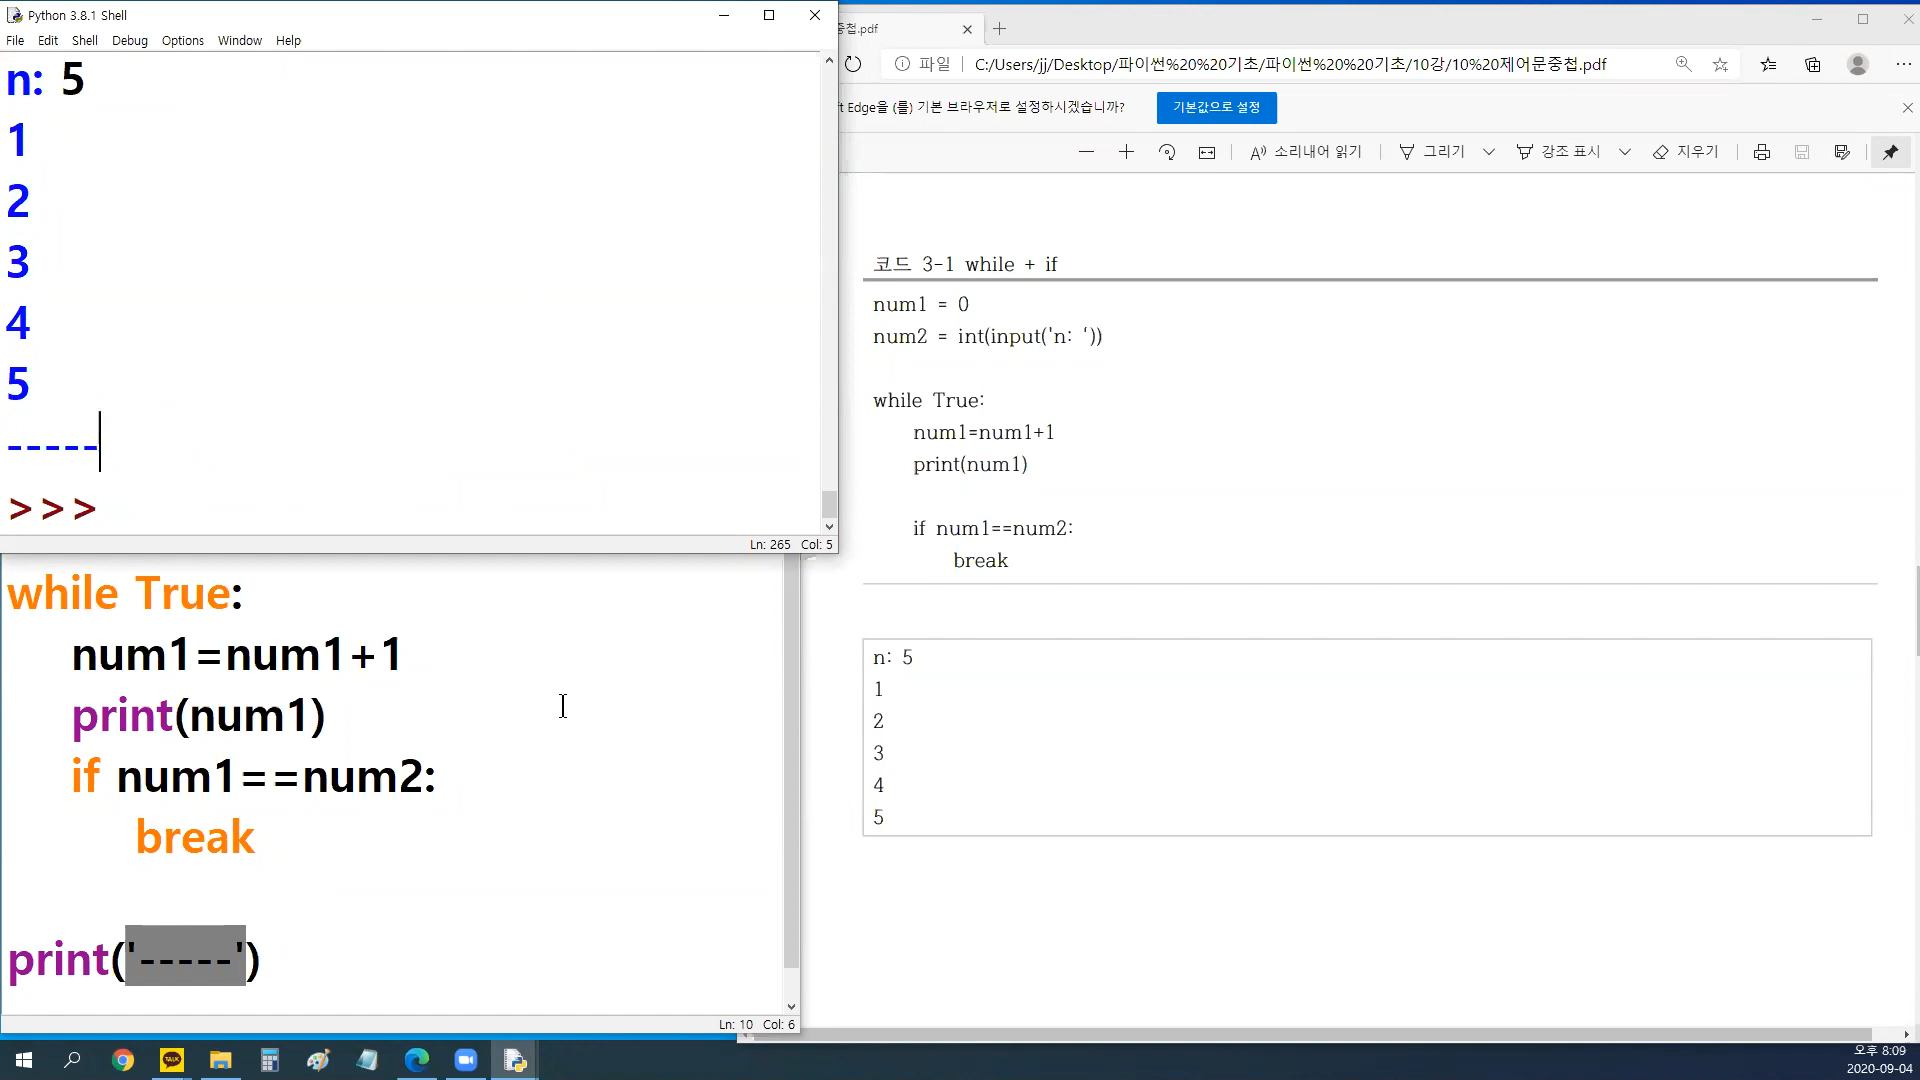 Python 3.8.1 Shell
File Edit Shell Debug Options Window Help
n: 5
1
2
3
4
5
-----
>>>
Ln: 265 Col: 5
while True:
num1=num1+1
print(num1)
if num1==num2:
break
print('-----')
Ln: 10 Col: 6
중첩.pdf
파일 C:/Users/jj/Desktop/파이썬%20%20기초/파이썬%20%20기초/10강/10%20제어문중첩.pdf
ft Edge을 (를) 기본 브라우저로 설정하시겠습니까? 기본값으로 설정
소리내어 읽기 그리기 강조 표시 지우기
코드 3-1 while + if
num1 = 0
num2 = int(input('n: '))
while True:
num1=num1+1
print(num1)
if num1==num2:
break
n: 5
1
2
3
4
5
TALK
오후 8:09
2020-09-04